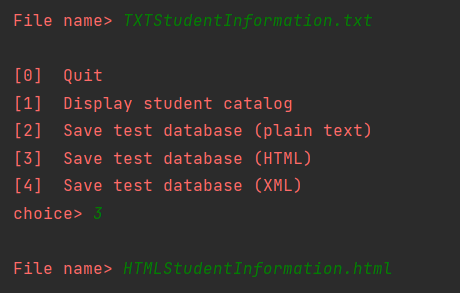 File name> TXTStudentInformation.txt
[0]  Quit
[1]  Display student catalog
[2]  Save test database (plain text)
[3]  Save test database (HTML)
[4]  Save test database (XML)
choice> 3
File name> HTMLStudentInformation.html